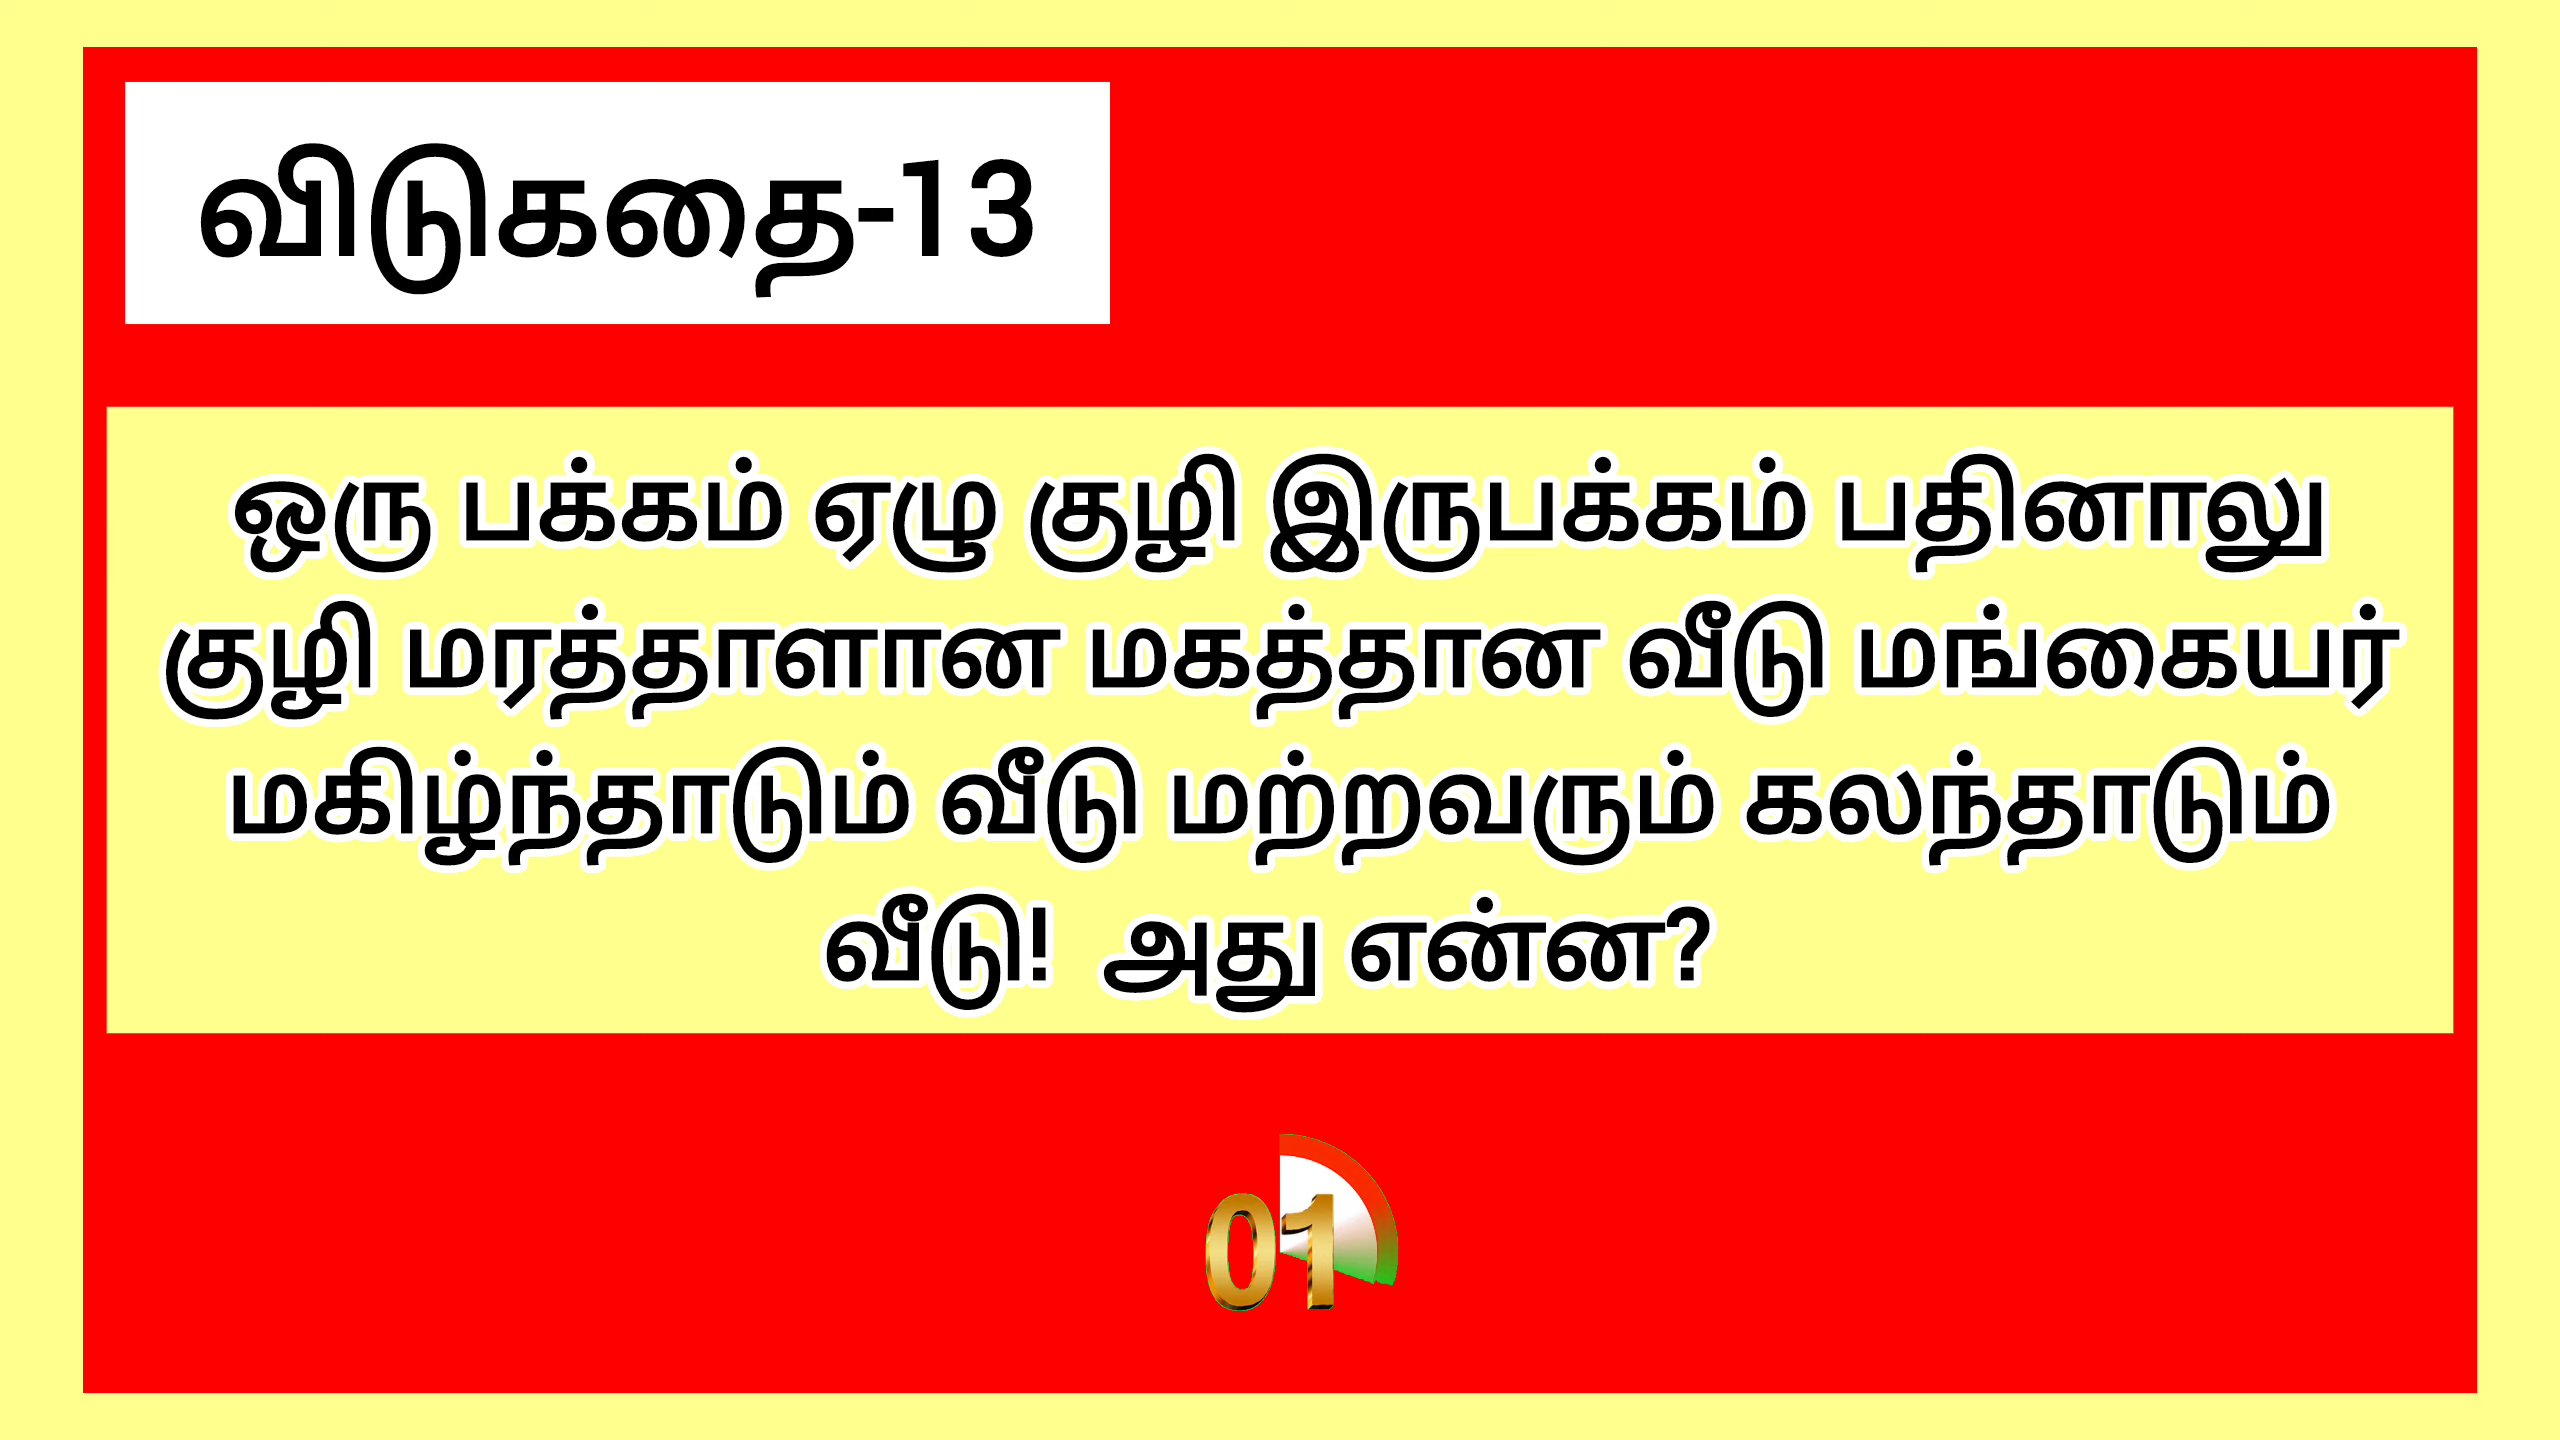 விடுகதை-13
ஒரு பக்கம் ஏழு குழி இருபக்கம் பதினாலு
குழி மரத்தாளான மகத்தான வீடு மங்கையர்
மகிழ்ந்தாடும் வீடு மற்றவரும் கலந்தாடும்
வீடு! அது என்ன?
01